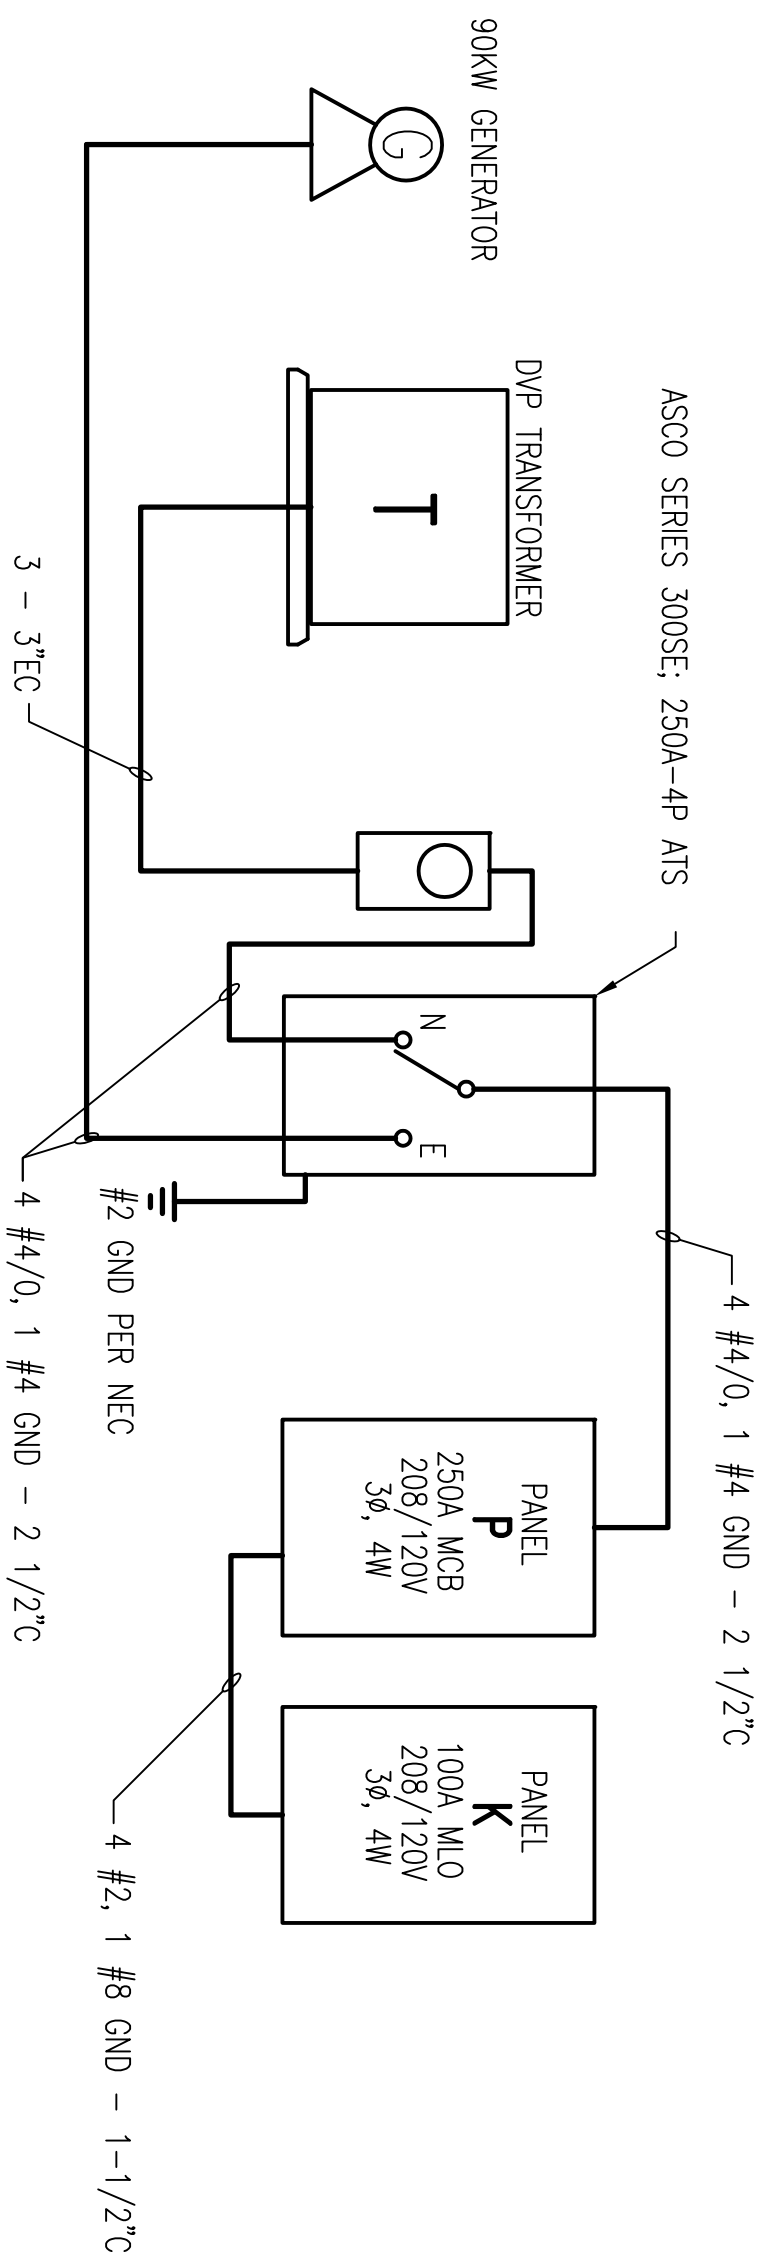 90KW GENERATOR
G
DVP TRANSFORMER
T
3 - 3"EC
ASCO SERIES 300SE; 250A-4P ATS
N
E
#2 GND PER NEC
4 #4/0, 1 #4 GND - 2 1/2"C
4 #4/0, 1 #4 GND - 2 1/2"C
PANEL
P
250A MCB
208/120V
3ø, 4W
PANEL
K
100A MLO
208/120V
3ø, 4W
4 #2, 1 #8 GND - 1-1/2"C